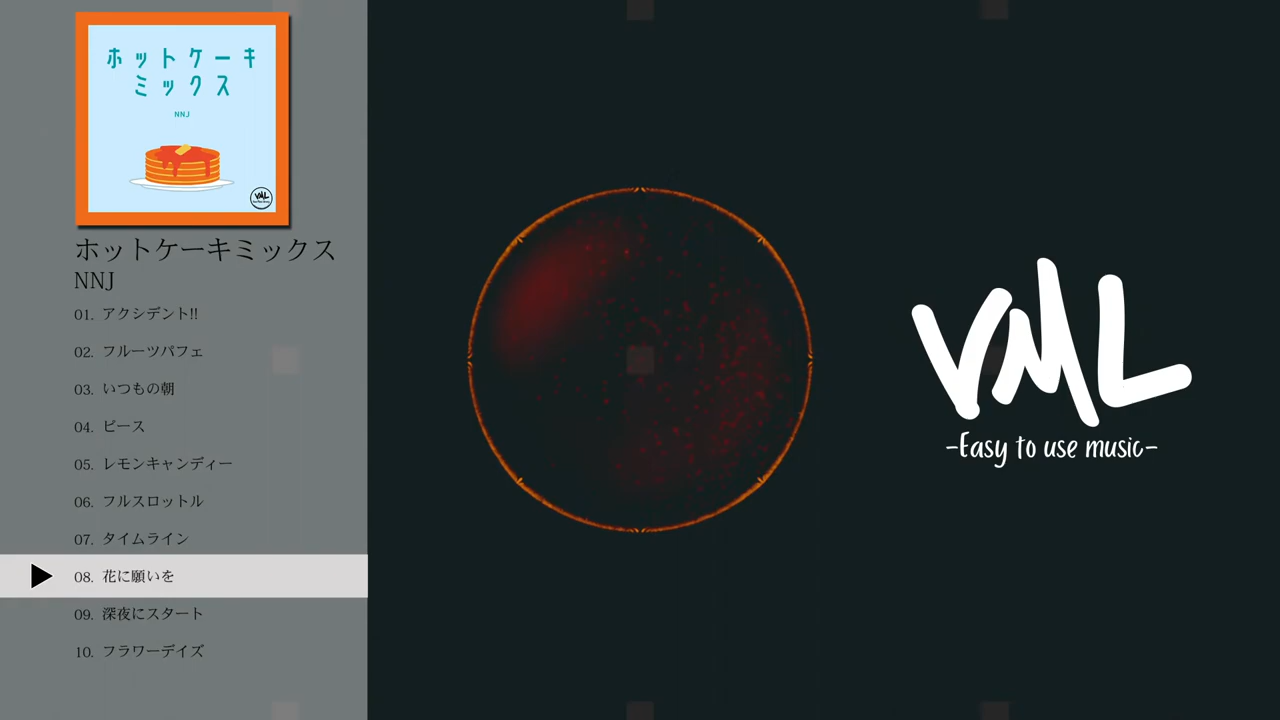 ホットケーキ
ミックス
NNJ
VML
ホットケーキミックス
NNJ
01. アクシデント!!
02. フルーツパフェ
03. いつもの朝
04. ピース
05. レモンキャンディー
06. フルスロットル
07. タイムライン
08. 花に願いを
09. 深夜にスタート
10. フラワーデイズ
VML
-Easy to use music-